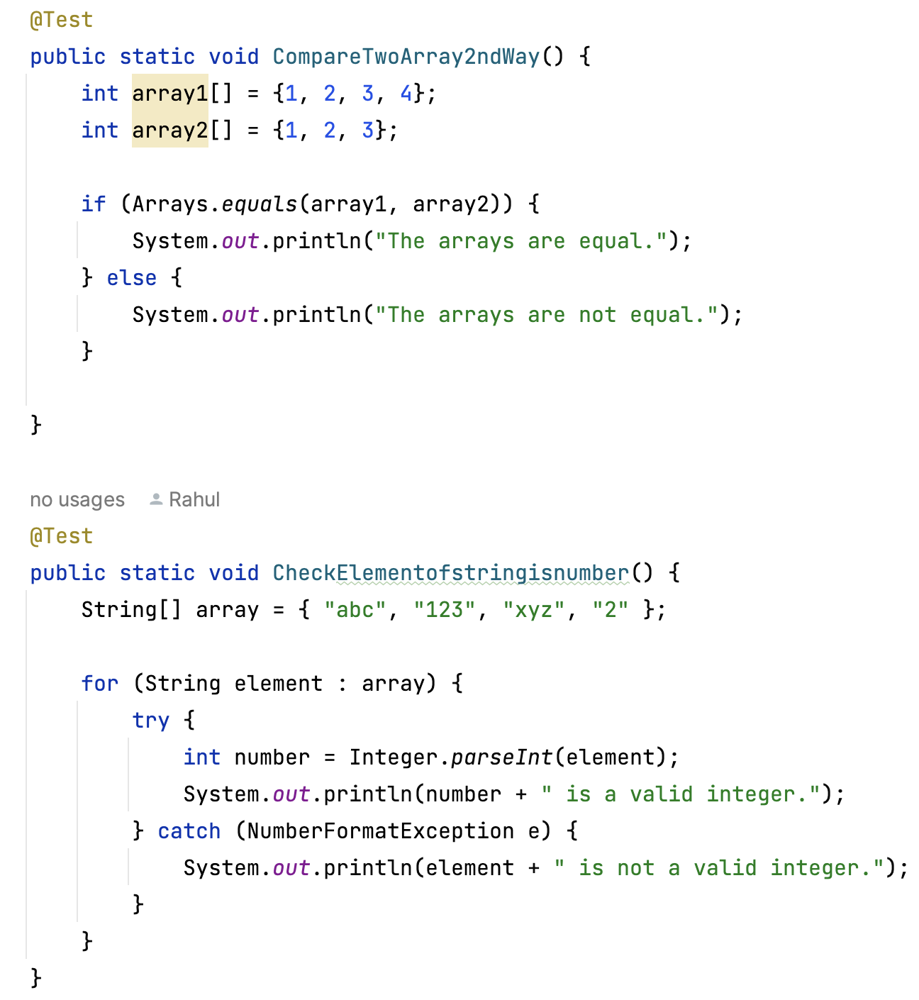 @Test
public static void CompareTwoArray2ndWay() {
    int array1[] = {1, 2, 3, 4};
    int array2[] = {1, 2, 3};

    if (Arrays.equals(array1, array2)) {
        System.out.println("The arrays are equal.");
    } else {
        System.out.println("The arrays are not equal.");
    }

}

no usages Rahul
@Test
public static void CheckElementofstringisnumber() {
    String[] array = { "abc", "123", "xyz", "2" };

    for (String element : array) {
        try {
            int number = Integer.parseInt(element);
            System.out.println(number + " is a valid integer.");
        } catch (NumberFormatException e) {
            System.out.println(element + " is not a valid integer.");
        }
    }
}